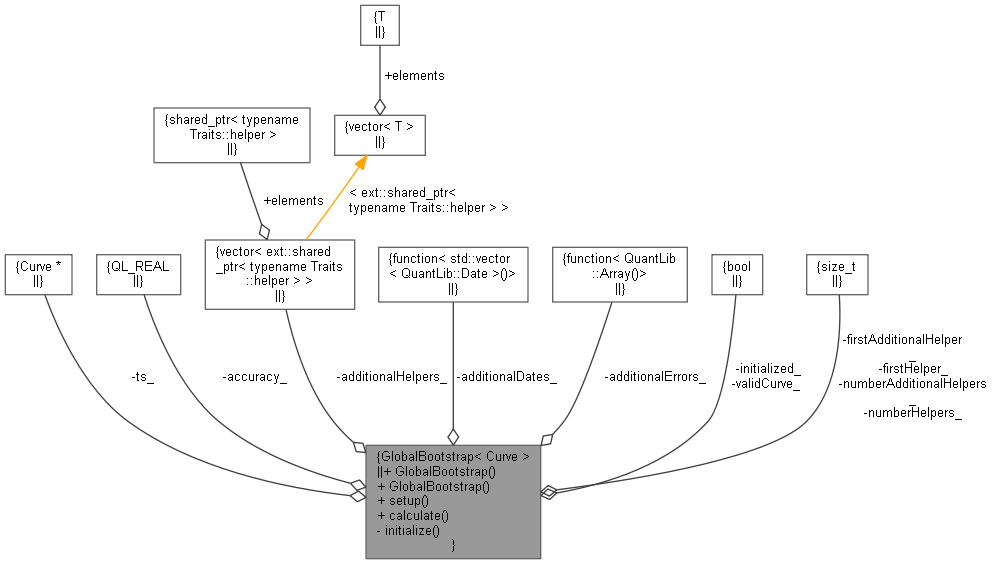 {T
||}
+elements
{shared_ptr< typename
Traits::helper >
||}
{vector< T >
||}
+elements
< ext::shared_ptr<
typename Traits::helper > >
{Curve *
||}
{QL_REAL
||}
{vector< ext::shared
_ptr< typename Traits
::helper > >
||}
{function< std::vector
< QuantLib::Date >()>
||}
{function< QuantLib
::Array()>
||}
{bool
||}
{size_t
||}
-ts_
-accuracy_
-additionalHelpers_
-additionalDates_
-additionalErrors_
-initialized_
-validCurve_
-firstAdditionalHelper
_
-firstHelper_
-numberAdditionalHelpers
_
-numberHelpers_
{GlobalBootstrap< Curve >
||+ GlobalBootstrap()
+ GlobalBootstrap()
+ setup()
+ calculate()
- initialize()
}